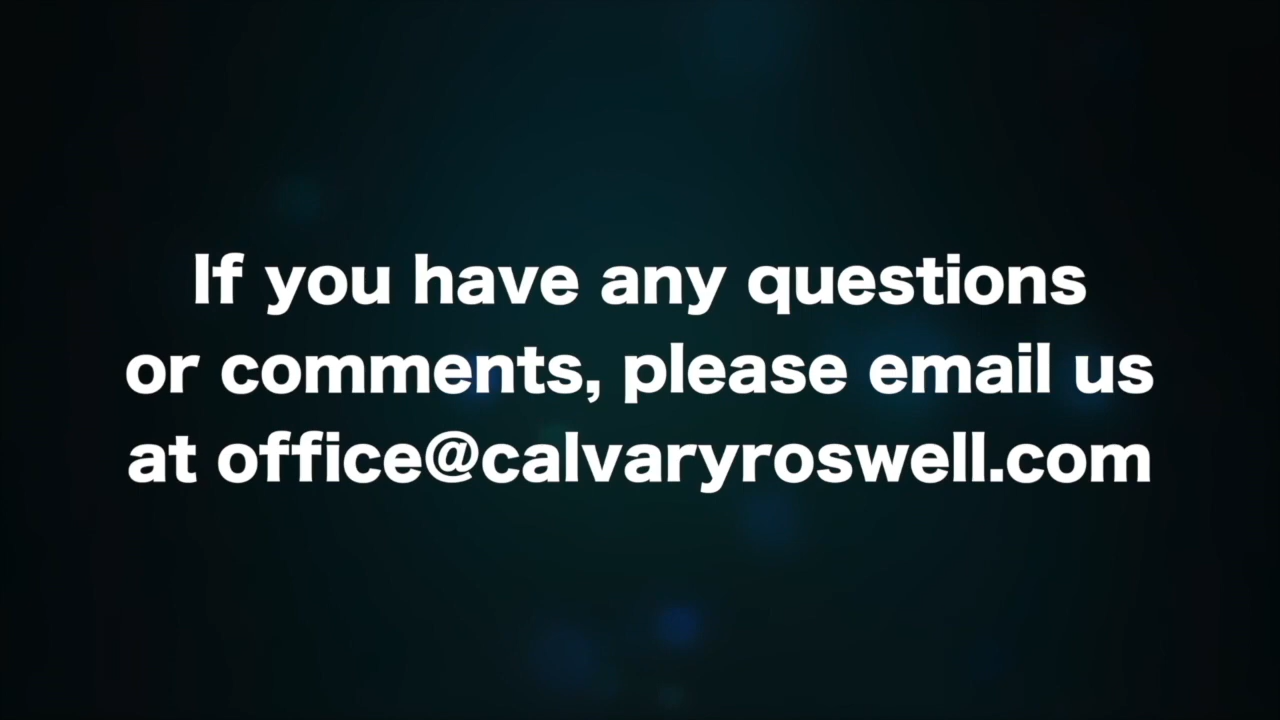 If you have any questions
or comments, please email us
at office@calvaryroswell.com